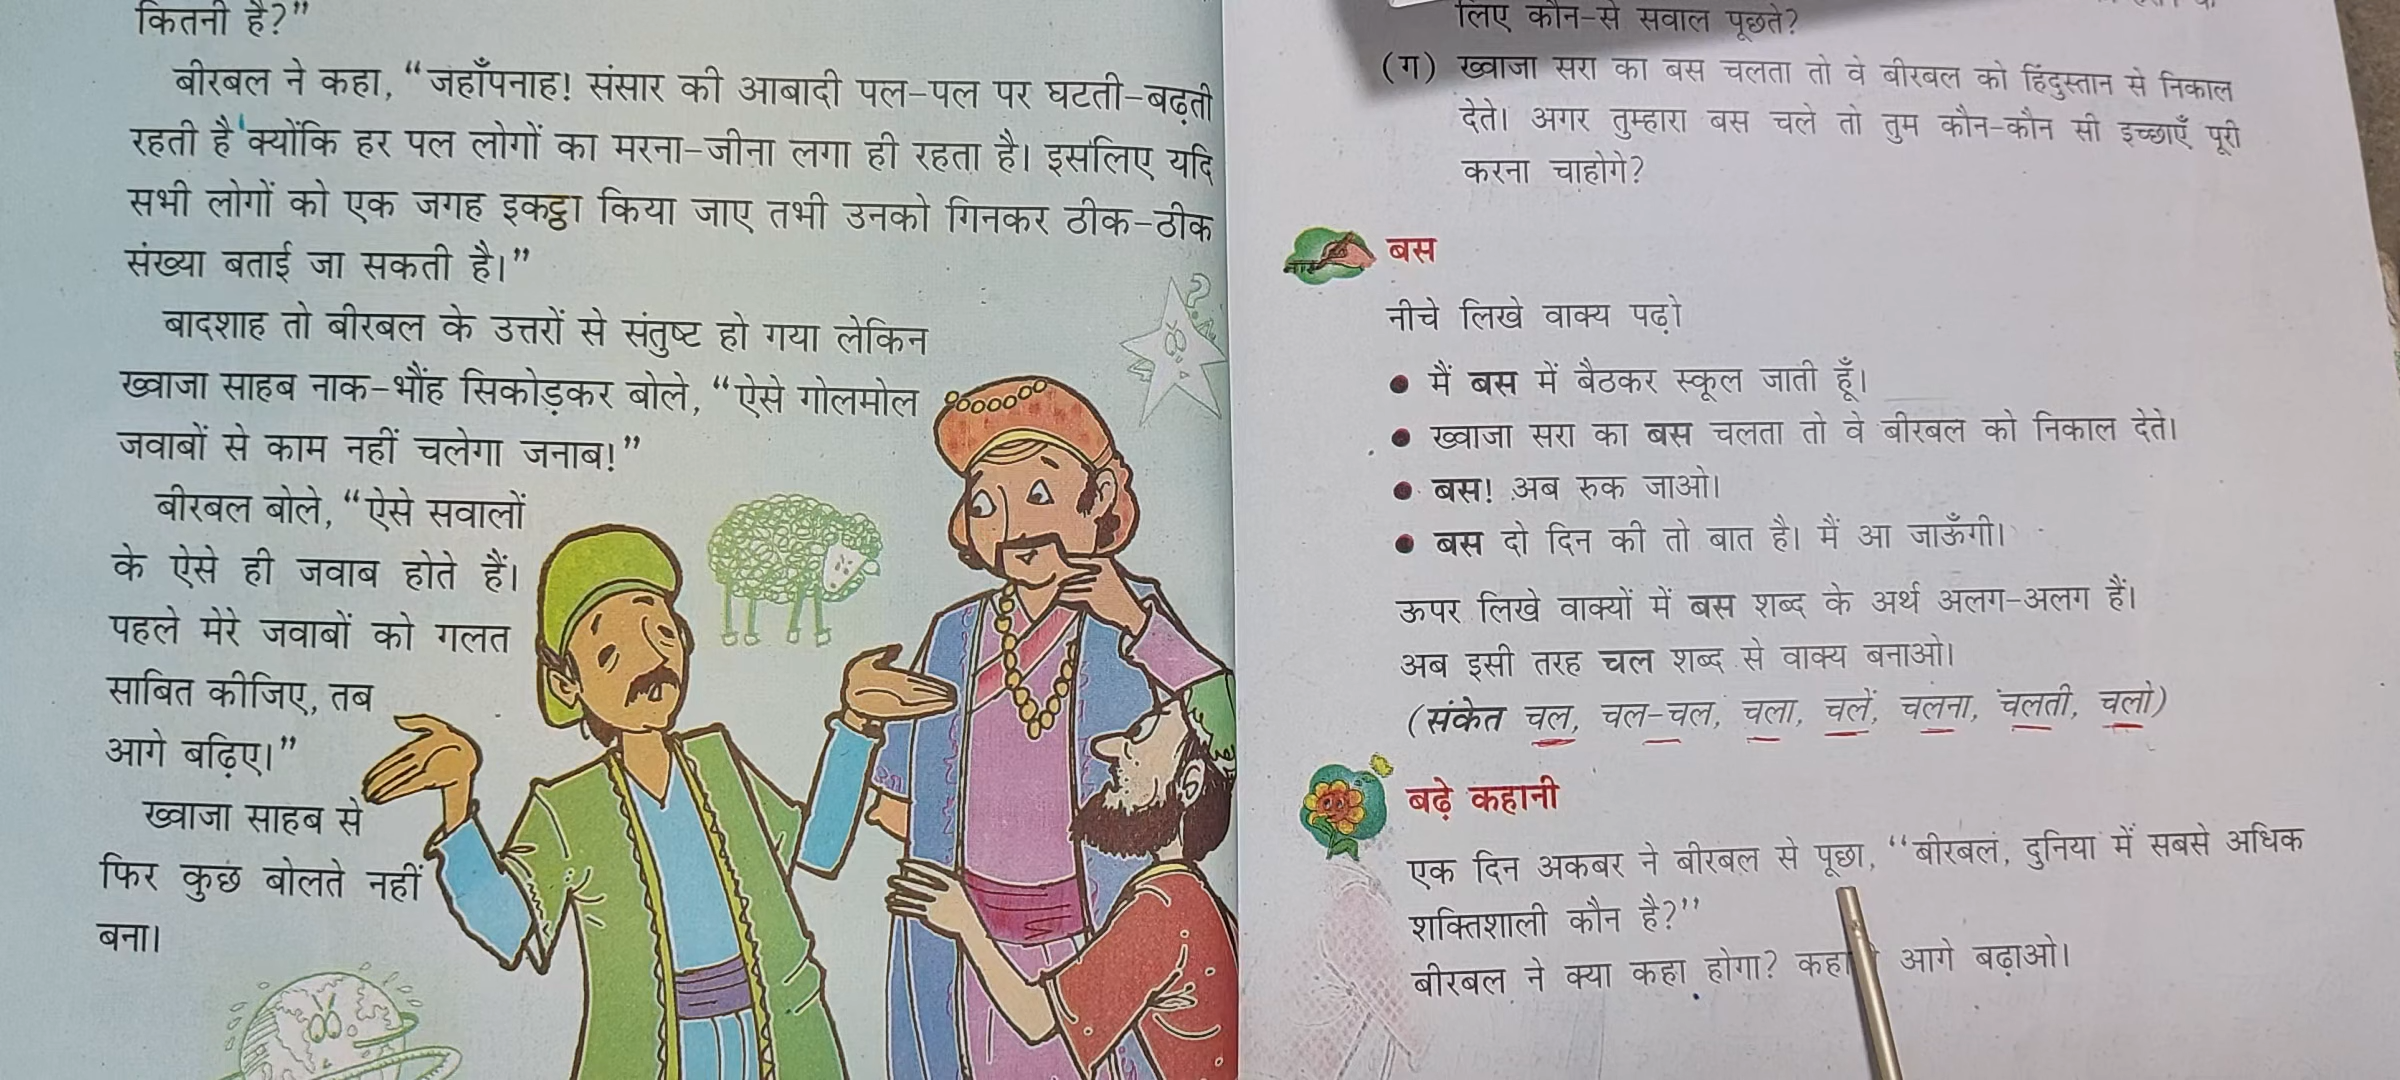 कितनी है?”
बीरबल ने कहा, “जहाँपनाह! संसार की आबादी पल-पल पर घटती-बढ़ती
रहती है क्योंकि हर पल लोगों का मरना-जीना लगा ही रहता है। इसलिए यदि
सभी लोगों को एक जगह इकट्ठा किया जाए तभी उनको गिनकर ठीक-ठीक
संख्या बताई जा सकती है।”
बादशाह तो बीरबल के उत्तरों से संतुष्ट हो गया लेकिन
ख्वाजा साहब नाक-भौंह सिकोड़कर बोले, “ऐसे गोलमोल
जवाबों से काम नहीं चलेगा जनाब!”
बीरबल बोले, “ऐसे सवालों
के ऐसे ही जवाब होते हैं।
पहले मेरे जवाबों को गलत
साबित कीजिए, तब
आगे बढ़िए।”
ख्वाजा साहब से
फिर कुछ बोलते नहीं
बना।
लिए कौन-से सवाल पूछते?
(ग) ख्वाजा सरा का बस चलता तो वे बीरबल को हिंदुस्तान से निकाल
देते। अगर तुम्हारा बस चले तो तुम कौन-कौन सी इच्छाएँ पूरी
करना चाहोगे?
बस
नीचे लिखे वाक्य पढ़ो
● मैं बस में बैठकर स्कूल जाती हूँ।
● ख्वाजा सरा का बस चलता तो वे बीरबल को निकाल देते।
● बस! अब रुक जाओ।
● बस दो दिन की तो बात है। मैं आ जाऊँगी।
ऊपर लिखे वाक्यों में बस शब्द के अर्थ अलग-अलग हैं।
अब इसी तरह चल शब्द से वाक्य बनाओ।
(संकेत चल, चल-चल, चला, चलें, चलना, चलती, चलो)
बढ़े कहानी
एक दिन अकबर ने बीरबल से पूछा, “बीरबल, दुनिया में सबसे अधिक
शक्तिशाली कौन है?”
बीरबल ने क्या कहा होगा? आगे बढ़ाओ।